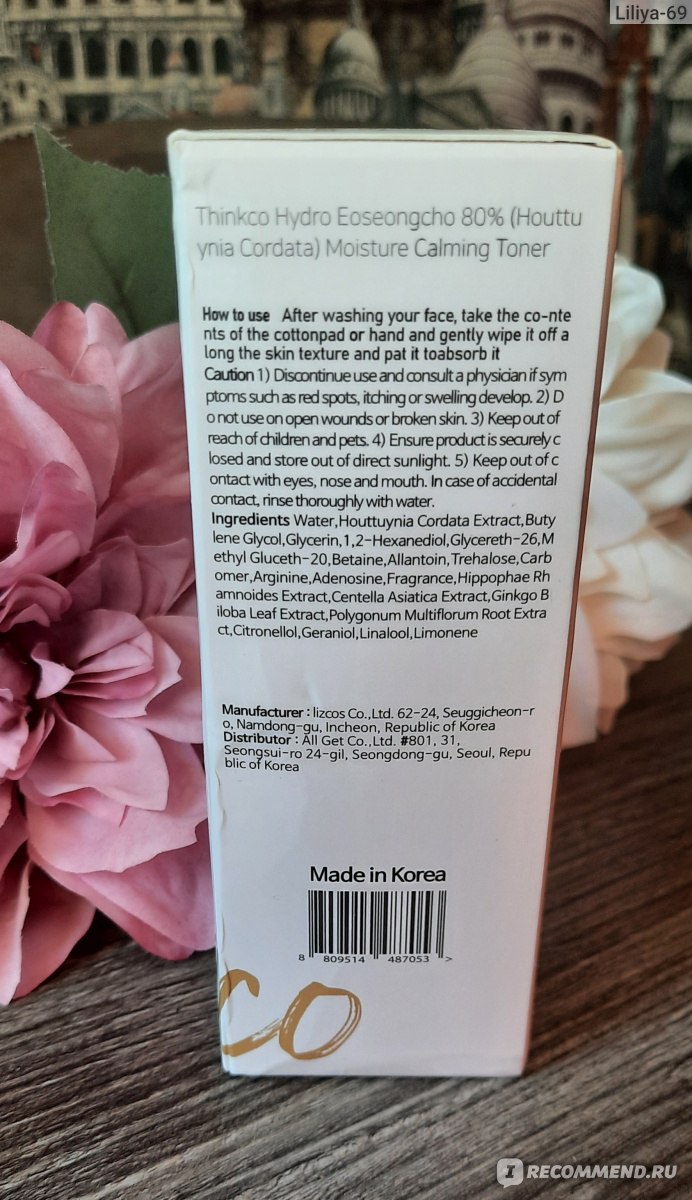 Liliya-69
Thinkco Hydro Eoseongcho 80% (Houttu
ynia Cordata) Moisture Calming Toner
How to use After washing your face, take the co-nte
nts of the cottonpad or hand and gently wipe it off a
long the skin texture and pat it toabsorb it
Caution 1) Discontinue use and consult a physician if sym
ptoms such as red spots, itching or swelling develop. 2) D
o not use on open wounds or broken skin. 3) Keep out of
reach of children and pets. 4) Ensure product is securely c
losed and store out of direct sunlight. 5) Keep out of c
ontact with eyes, nose and mouth. In case of accidental
contact, rinse thoroughly with water.
Ingredients Water,Houttuynia Cordata Extract,Buty
lene Glycol,Glycerin,1,2-Hexanediol,Glycereth-26,M
ethyl Gluceth-20,Betaine,Allantoin,Trehalose,Carb
omer,Arginine,Adenosine,Fragrance,Hippophae Rh
amnoides Extract,Centella Asiatica Extract,Ginkgo B
iloba Leaf Extract,Polygonum Multiflorum Root Extra
ct,Citronellol,Geraniol,Linalool,Limonene
Manufacturer : lizcos Co.,Ltd. 62-24, Seuggicheon-r
o, Namdong-gu, Incheon, Republic of Korea
Distributor : All Get Co.,Ltd. #801, 31,
Seongsui-ro 24-gil, Seongdong-gu, Seoul, Repu
blic of Korea
Made in Korea
8 809514 487053 >
co
IRECOMMEND.RU